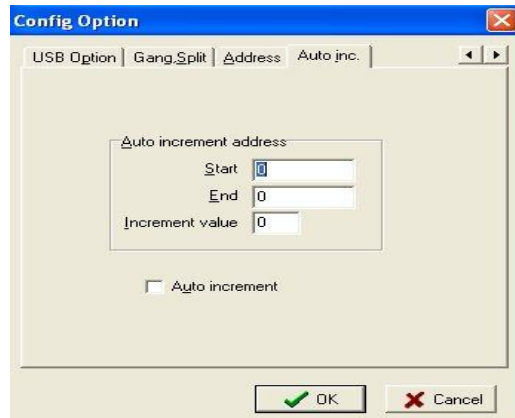 Config Option
USB Option Gang,Split Address Auto inc.
Auto increment address
Start 0
End 0
Increment value 0
Auto increment
OK Cancel